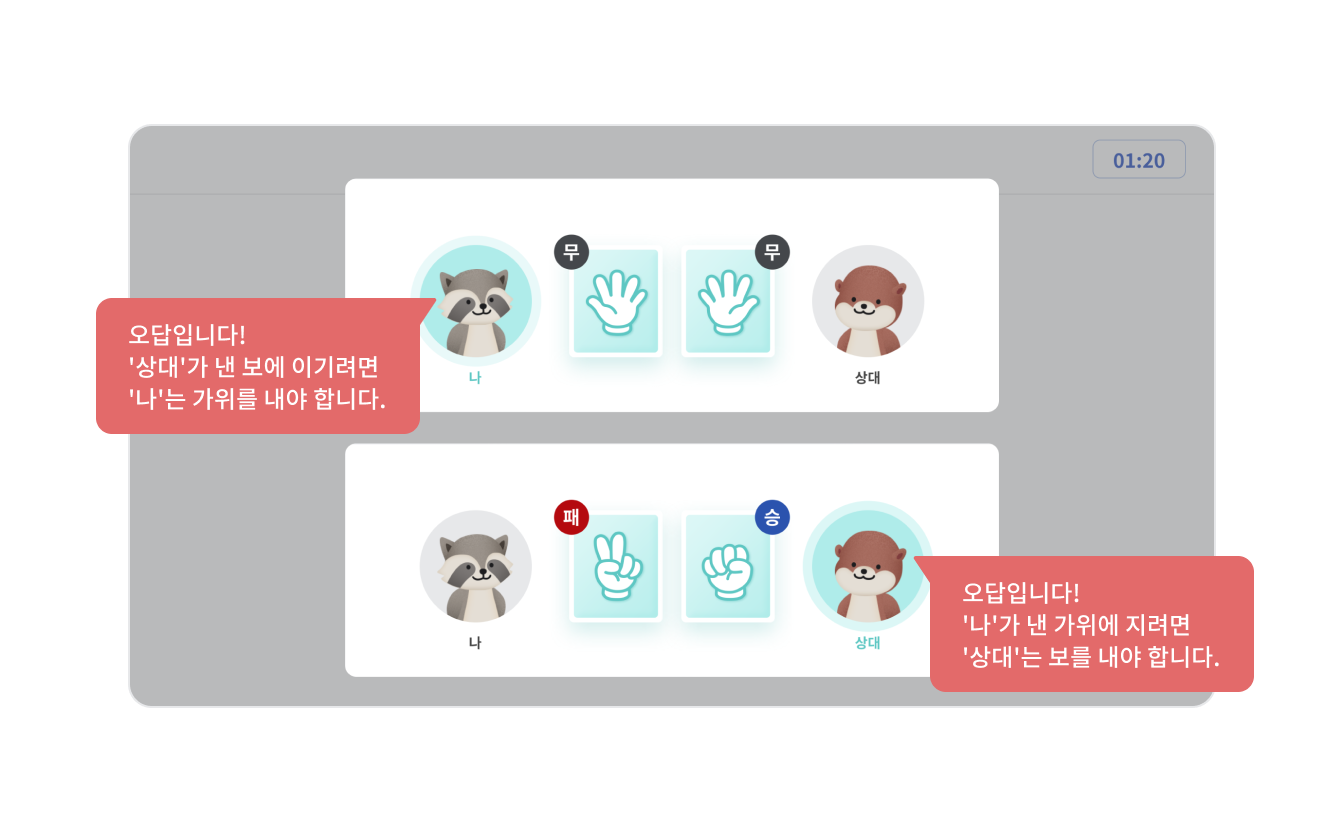 01:20
무
무
나
상대
오답입니다!
'상대'가 낸 보에 이기려면
'나'는 가위를 내야 합니다.
패
승
나
상대
오답입니다!
'나'가 낸 가위에 지려면
'상대'는 보를 내야 합니다.